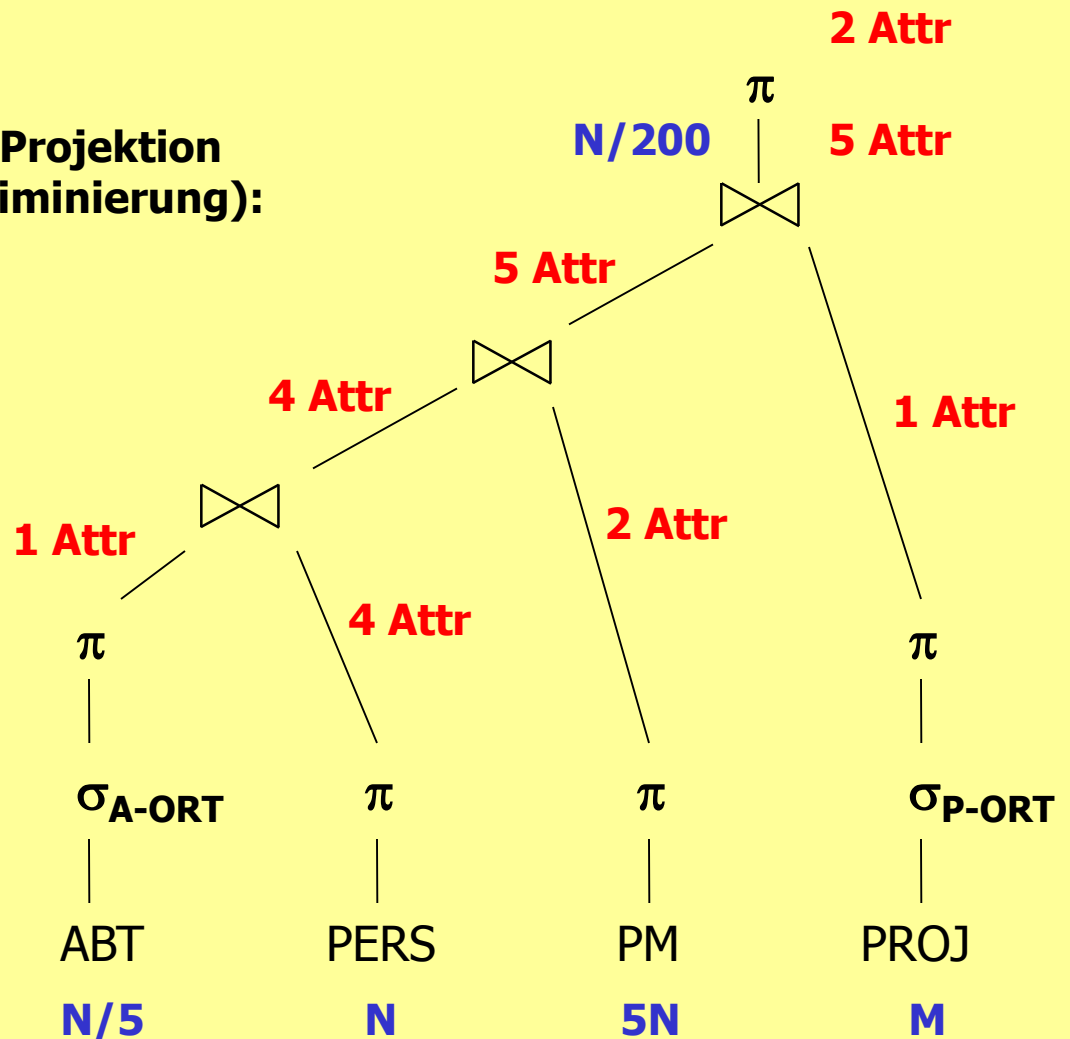 2 Attr
π
Projektion
N/200
5 Attr
iminierung):
5 Attr
4 Attr
1 Attr
1 Attr
2 Attr
4 Attr
π
π
σA-ORT
π
π
σP-ORT
ABT
PERS
PM
PROJ
N/5
N
5N
M